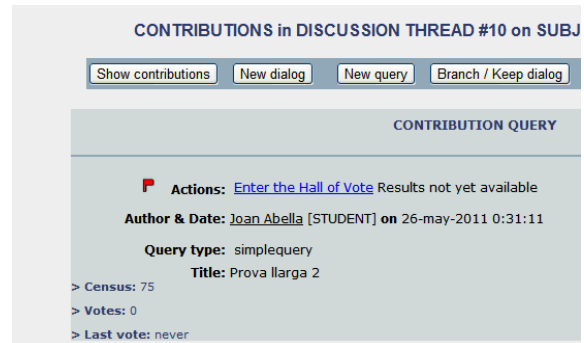 CONTRIBUTIONS in DISCUSSION THREAD #10 on SUBJ
Show contributions New dialog New query Branch / Keep dialog
CONTRIBUTION QUERY
Actions: Enter the Hall of Vote Results not yet available
Author & Date: Joan Abella [STUDENT] on 26-may-2011 0:31:11
Query type: simplequery
Title: Prova llarga 2
> Census: 75
> Votes: 0
> Last vote: never